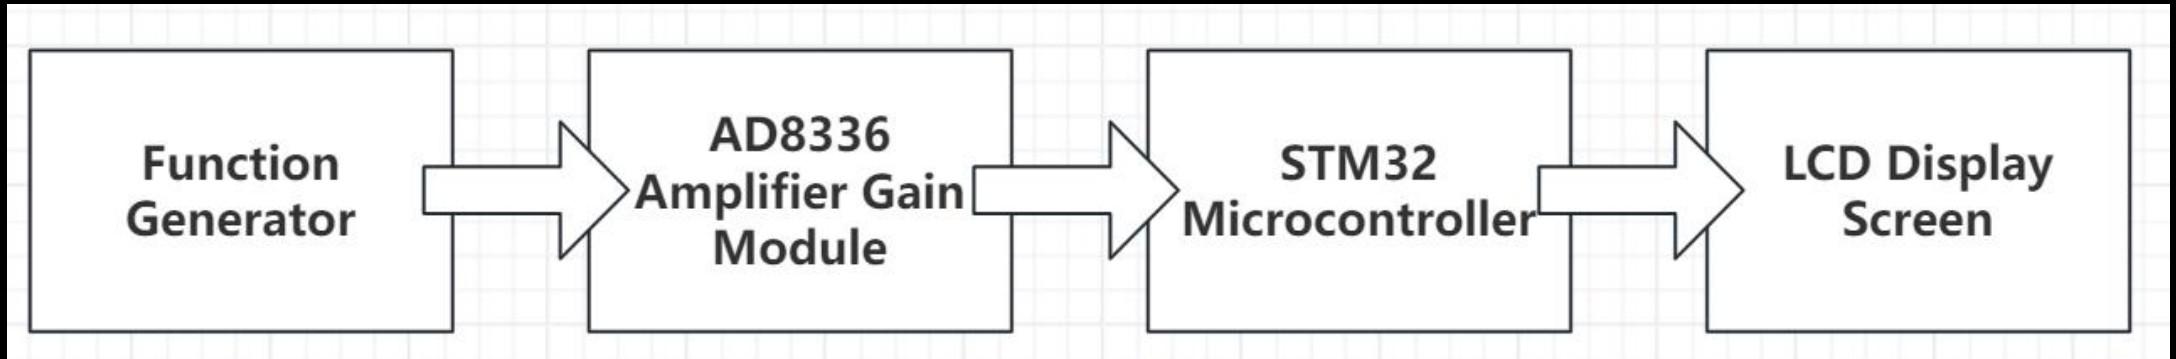 Function
Generator
AD8336
Amplifier Gain
Module
STM32
Microcontroller
LCD Display
Screen